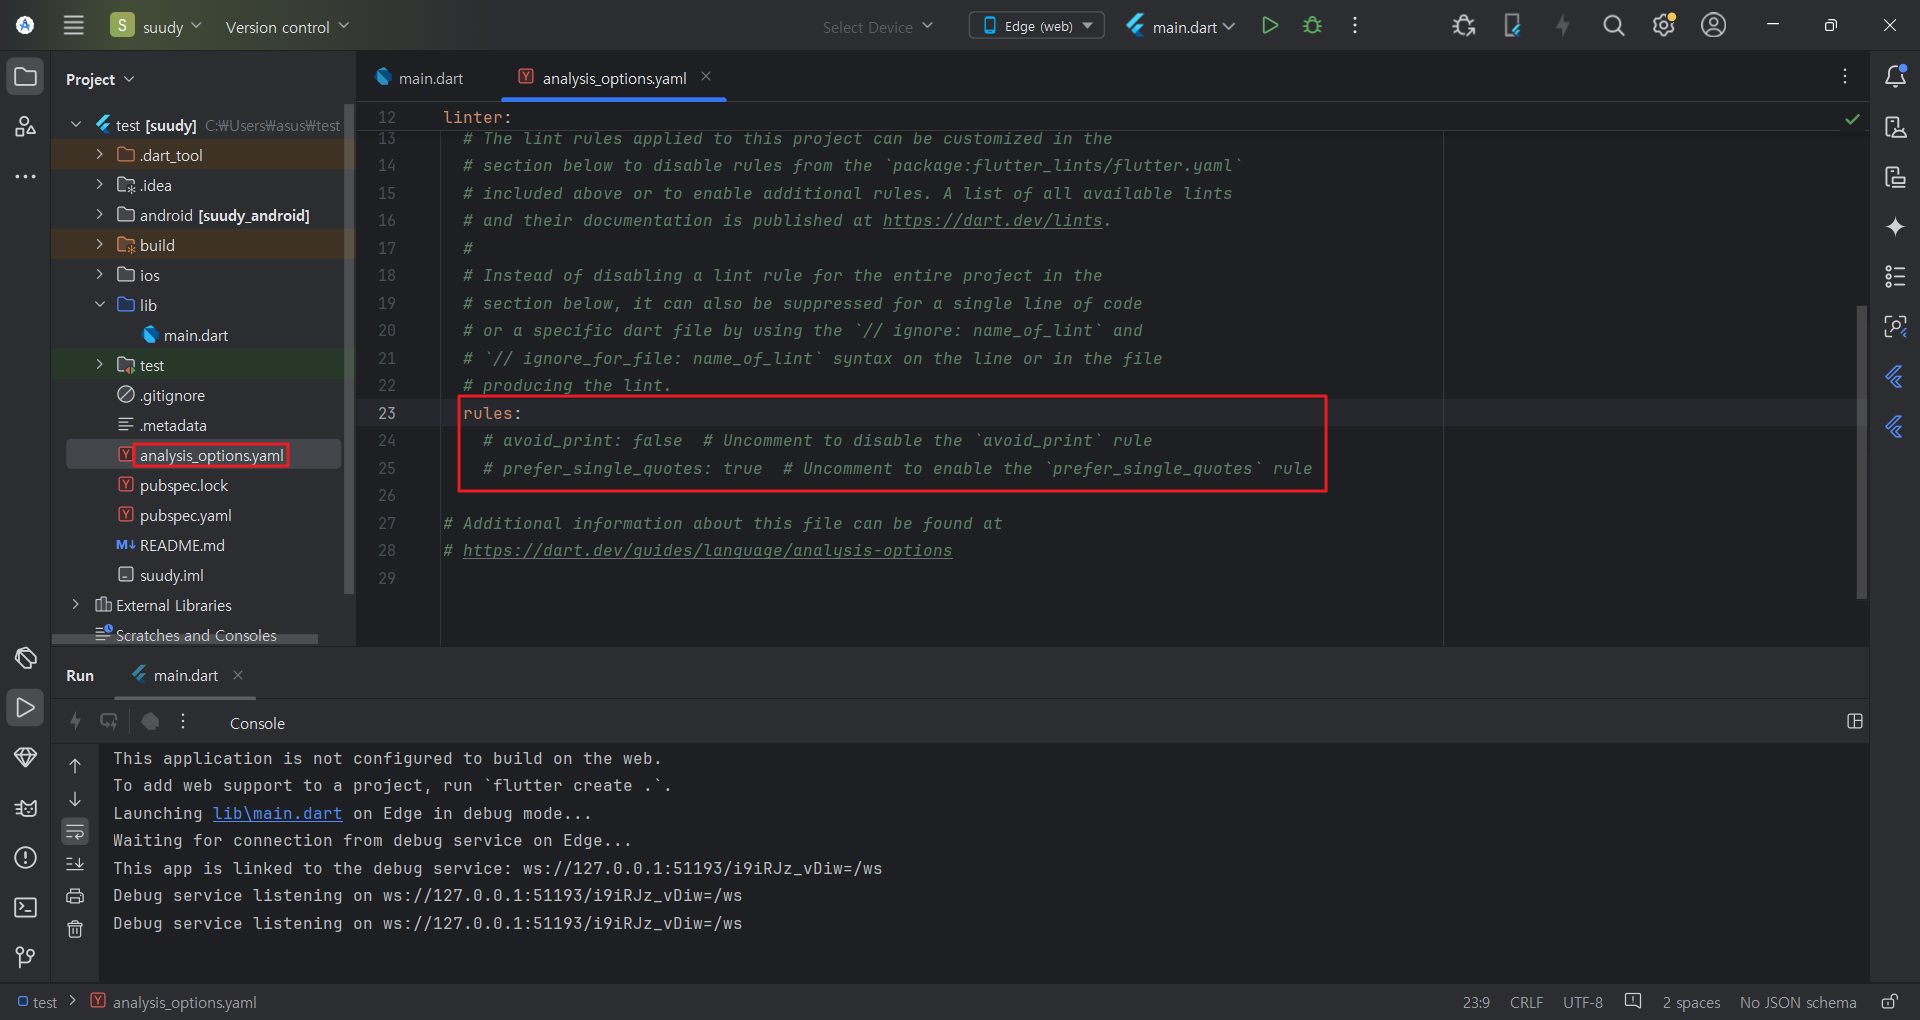 S suudy Version control Select Device Edge (web) main.dart
Project
main.dart
analysis_options.yaml
test [suudy] C:₩Users₩asus₩test
.dart_tool
.idea
android [suudy_android]
build
ios
lib
main.dart
test
.gitignore
.metadata
analysis_options.yaml
pubspec.lock
pubspec.yaml
README.md
suudy.iml
External Libraries
Scratches and Consoles
12 linter:
13 # The lint rules applied to this project can be customized in the
14 # section below to disable rules from the `package:flutter_lints/flutter.yaml`
15 # included above or to enable additional rules. A list of all available lints
16 # and their documentation is published at https://dart.dev/lints.
17 #
18 # Instead of disabling a lint rule for the entire project in the
19 # section below, it can also be suppressed for a single line of code
20 # or a specific dart file by using the `// ignore: name_of_lint` and
21 # `// ignore_for_file: name_of_lint` syntax on the line or in the file
22 # producing the lint.
23 rules:
24 # avoid_print: false # Uncomment to disable the `avoid_print` rule
25 # prefer_single_quotes: true # Uncomment to enable the `prefer_single_quotes` rule
26
27 # Additional information about this file can be found at
28 # https://dart.dev/guides/language/analysis-options
29
Run main.dart
Console
This application is not configured to build on the web.
To add web support to a project, run `flutter create .`.
Launching lib\main.dart on Edge in debug mode...
Waiting for connection from debug service on Edge...
This app is linked to the debug service: ws://127.0.0.1:51193/i9iRJz_vDiw=/ws
Debug service listening on ws://127.0.0.1:51193/i9iRJz_vDiw=/ws
Debug service listening on ws://127.0.0.1:51193/i9iRJz_vDiw=/ws
test > analysis_options.yaml
23:9 CRLF UTF-8 2 spaces No JSON schema